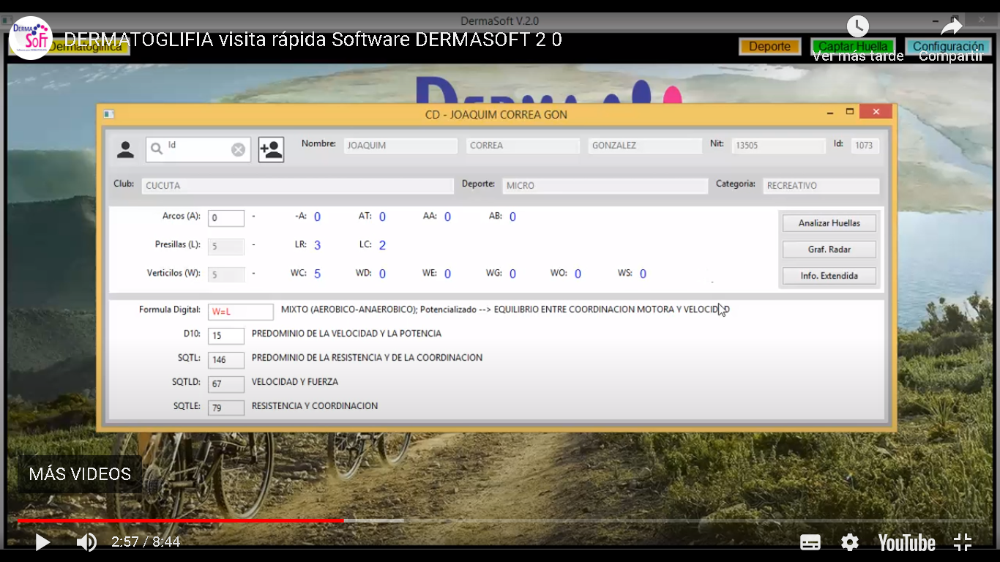 DermaSoft V.2.0
DERMA
SOFT
DERMATOGLIFIA visita rápida Software DERMASOFT 2 0
Dermatoglifica
Deporte
Captar Huella
Configuración
Ver más tarde
Compartir
CD - JOAQUIM CORREA GON
Id
Nombre: JOAQUIM CORREA GONZALEZ Nit: 13505 Id: 1073
Club: CUCUTA Deporte: MICRO Categoria: RECREATIVO
Arcos (A): 0 - -A: 0 AT: 0 AA: 0 AB: 0
Analizar Huellas
Presillas (L): 5 - LR: 3 LC: 2
Graf. Radar
Verticilos (W): 5 - WC: 5 WD: 0 WE: 0 WG: 0 WO: 0 WS: 0
Info. Extendida
Formula Digital: W=L MIXTO (AEROBICO-ANAEROBICO); Potencializado --> EQUILIBRIO ENTRE COORDINACION MOTORA Y VELOCIDAD
D10: 15 PREDOMINIO DE LA VELOCIDAD Y LA POTENCIA
SQTL: 146 PREDOMINIO DE LA RESISTENCIA Y DE LA COORDINACION
SQTLD: 67 VELOCIDAD Y FUERZA
SQTLE: 79 RESISTENCIA Y COORDINACION
MÁS VIDEOS
2:57 / 8:44
YouTube